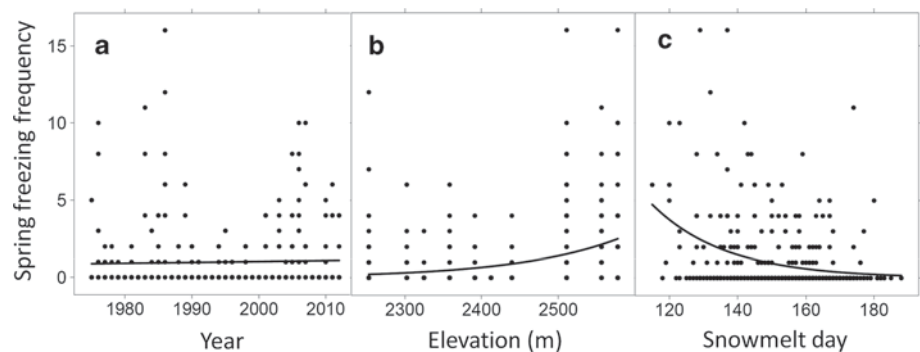 Spring freezing frequency
a
b
c
15
10
5
0
1980 1990 2000 2010
2300 2400 2500
120 140 160 180
Year
Elevation (m)
Snowmelt day